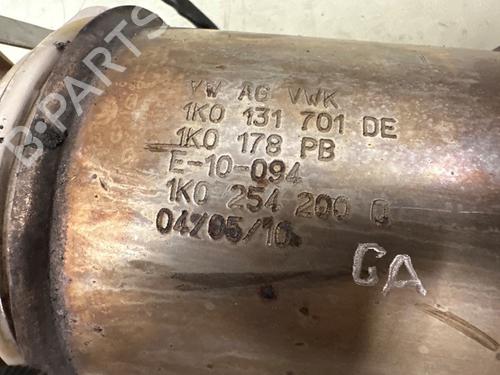 VW AG VWK
1K0 131 701 DE
1K0 178 PB
E-10-094
1K0 254 200 Q
04/05/10
GA
B-PARTS